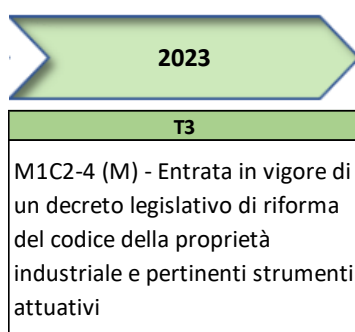 2023
T3
M1C2-4 (M) - Entrata in vigore di
un decreto legislativo di riforma
del codice della proprietà
industriale e pertinenti strumenti
attuativi